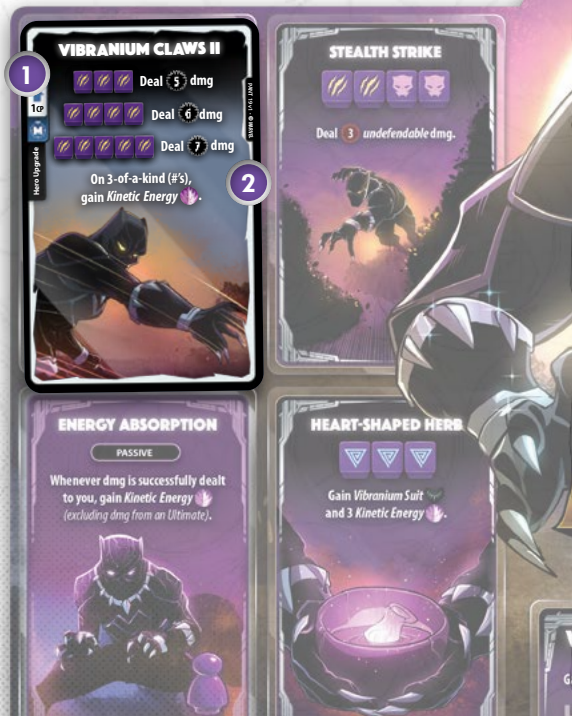 VIBRANIUM CLAWS II
1
Deal 5 dmg
1CP
Deal 6 dmg
Deal 7 dmg
Hero Upgrade
On 3-of-a-kind (#'s),
gain Kinetic Energy .
2
STEALTH STRIKE
Deal 3 undefendable dmg.
ENERGY ABSORPTION
PASSIVE
Whenever dmg is successfully dealt
to you, gain Kinetic Energy
(excluding dmg from an Ultimate).
HEART-SHAPED HERB
Gain Vibranium Suit
and 3 Kinetic Energy .